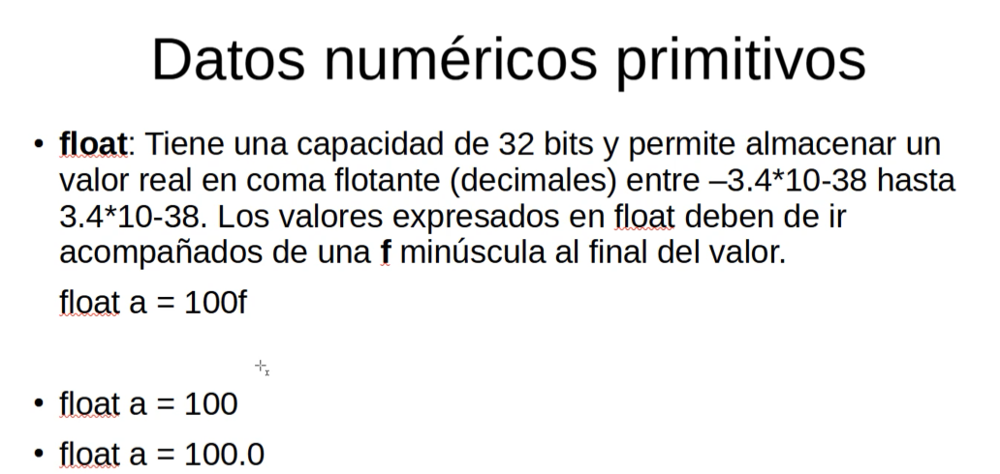 Datos numéricos primitivos
• float: Tiene una capacidad de 32 bits y permite almacenar un
valor real en coma flotante (decimales) entre –3.4*10-38 hasta
3.4*10-38. Los valores expresados en float deben de ir
acompañados de una f minúscula al final del valor.
float a = 100f
• float a = 100
• float a = 100.0